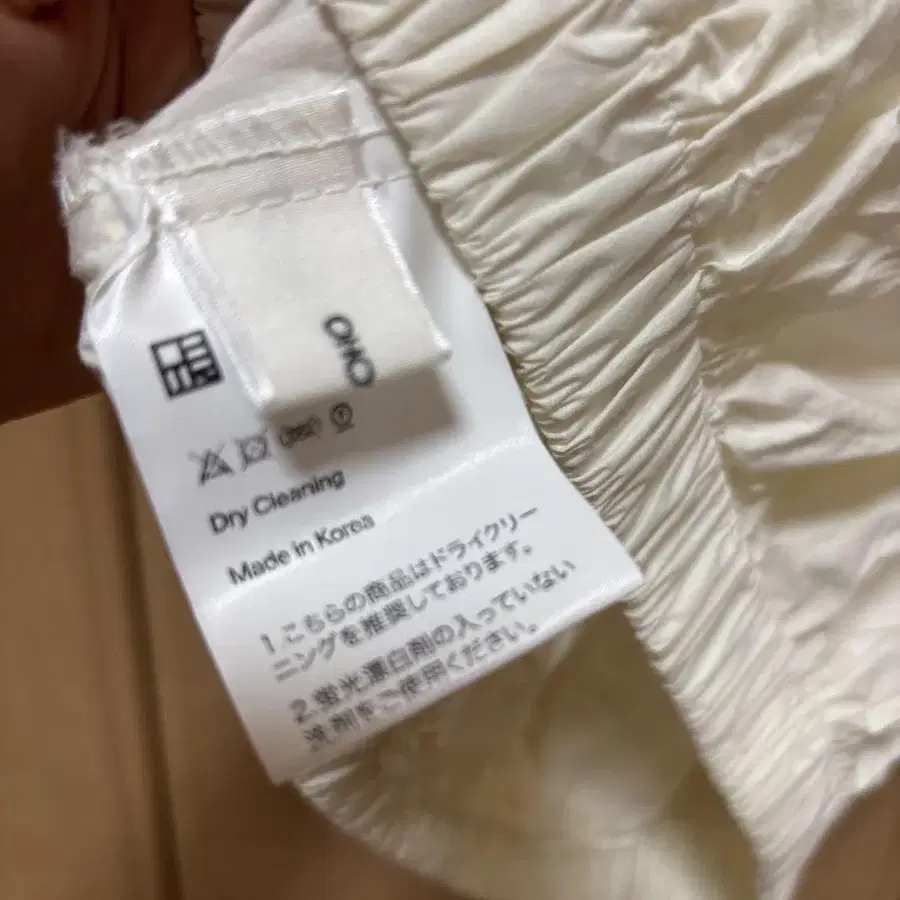 OHO
Dry Cleaning
Made in Korea
1.こちらの商品はドライクリー
ニングを推奨しております。
2.蛍光漂白剤の入っていない
洗剤をご使用ください。